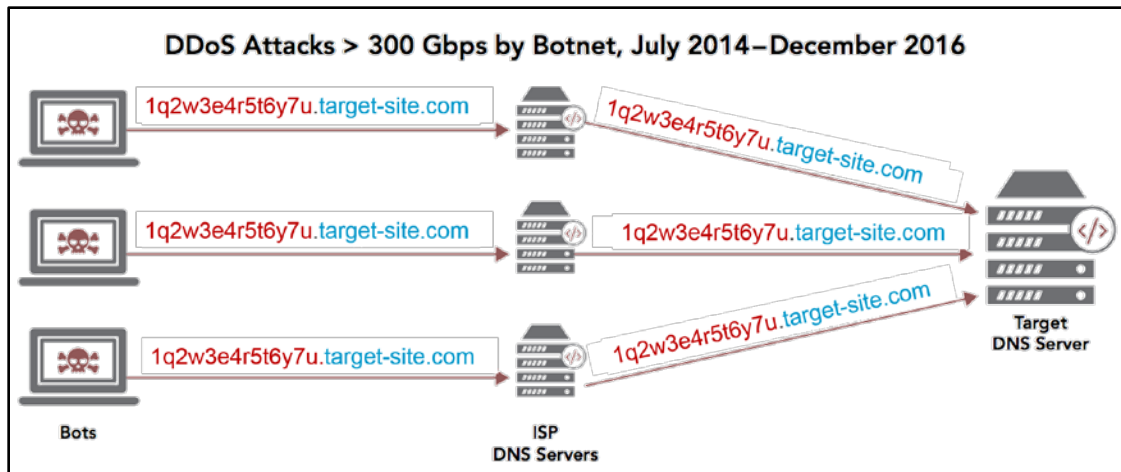 DDoS Attacks > 300 Gbps by Botnet, July 2014–December 2016
1q2w3e4r5t6y7u.target-site.com
1q2w3e4r5t6y7u.target-site.com
</>
1q2w3e4r5t6y7u.target-site.com
1q2w3e4r5t6y7u.target-site.com
</>
</>
1q2w3e4r5t6y7u.target-site.com
1q2w3e4r5t6y7u.target-site.com
</>
Target
DNS Server
Bots
ISP
DNS Servers